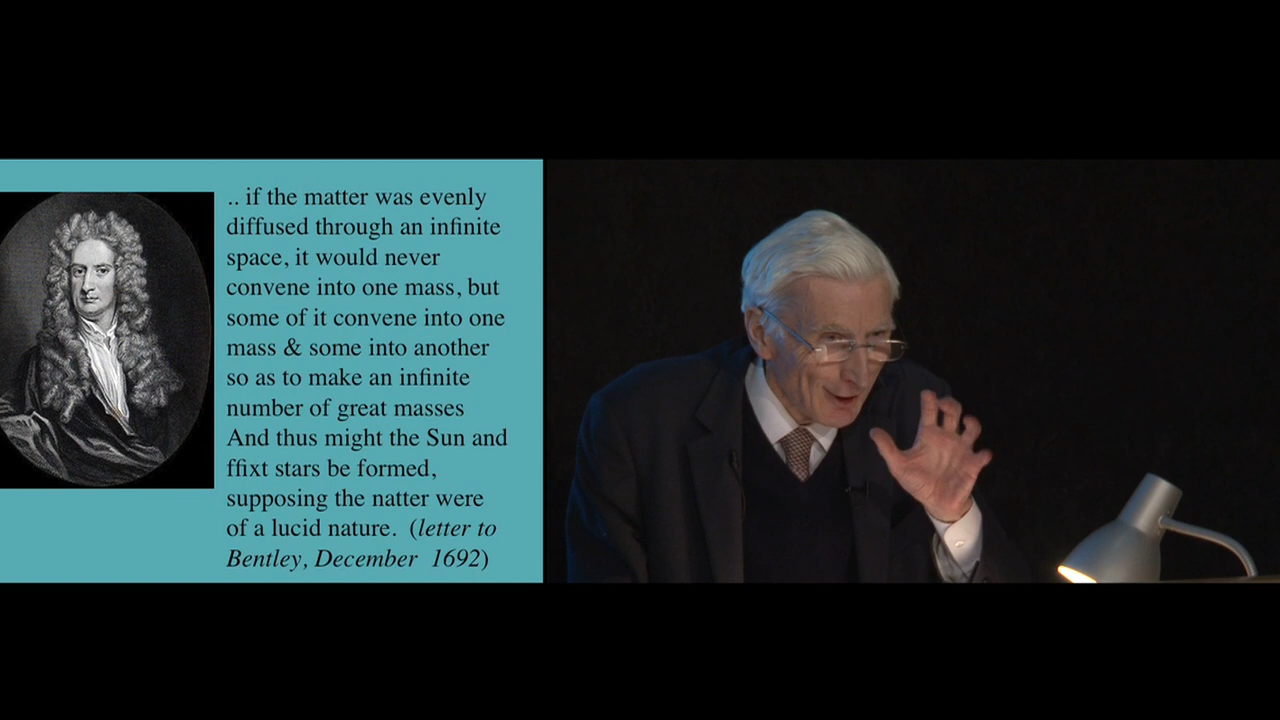 .. if the matter was evenly
diffused through an infinite
space, it would never
convene into one mass, but
some of it convene into one
mass & some into another
so as to make an infinite
number of great masses
And thus might the Sun and
ffixt stars be formed,
supposing the natter were
of a lucid nature. (letter to
Bentley, December 1692)